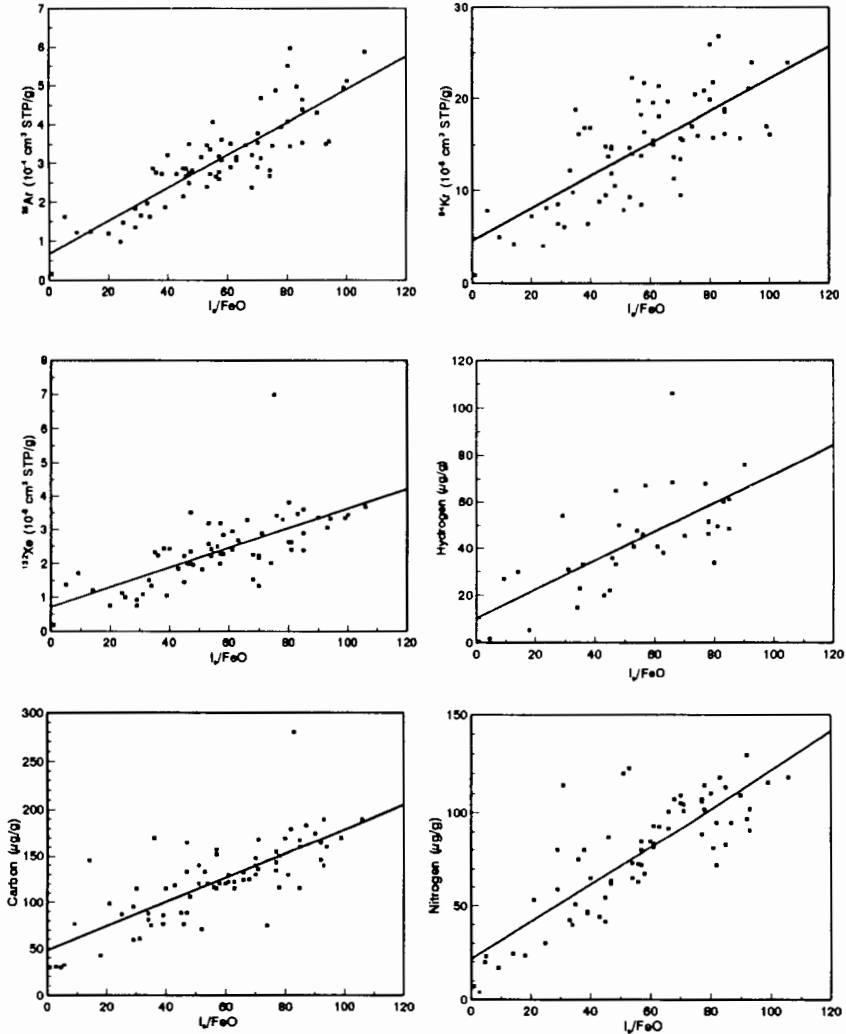 7
6
5
4
3
2
1
0
³⁶Ar (10⁻⁴ cm³ STP/g)
0 20 40 60 80 100 120
Iₛ/FeO
30
20
10
0
⁸⁴Kr (10⁻⁸ cm³ STP/g)
0 20 40 60 80 100 120
Iₛ/FeO
8
7
6
5
4
3
2
1
0
¹³²Xe (10⁻⁸ cm³ STP/g)
0 20 40 60 80 100 120
Iₛ/FeO
120
100
80
60
40
20
0
Hydrogen (µg/g)
0 20 40 60 80 100 120
Iₛ/FeO
300
250
200
150
100
50
0
Carbon (µg/g)
0 20 40 60 80 100 120
Iₛ/FeO
150
100
50
0
Nitrogen (µg/g)
0 20 40 60 80 100 120
Iₛ/FeO